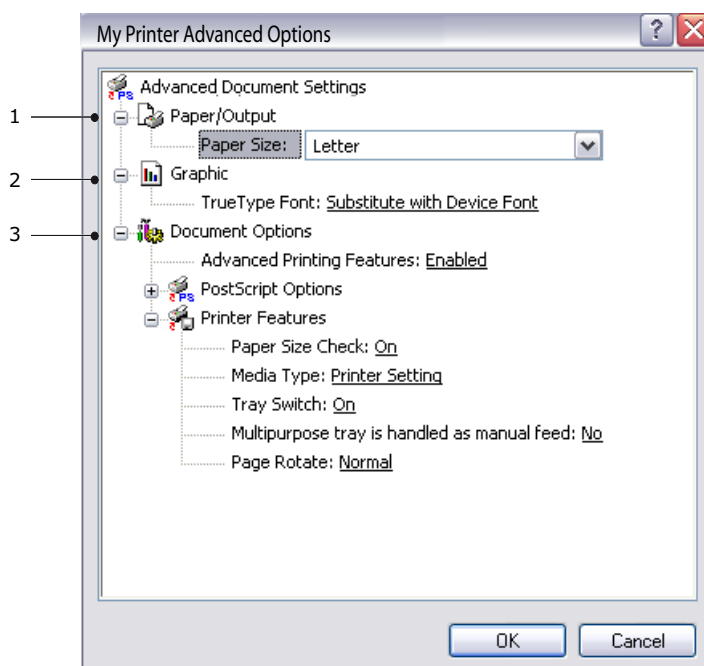 My Printer Advanced Options
Advanced Document Settings
1 Paper/Output
Paper Size: Letter
2 Graphic
TrueType Font: Substitute with Device Font
3 Document Options
Advanced Printing Features: Enabled
PS PostScript Options
Printer Features
Paper Size Check: On
Media Type: Printer Setting
Tray Switch: On
Multipurpose tray is handled as manual feed: No
Page Rotate: Normal
OK Cancel